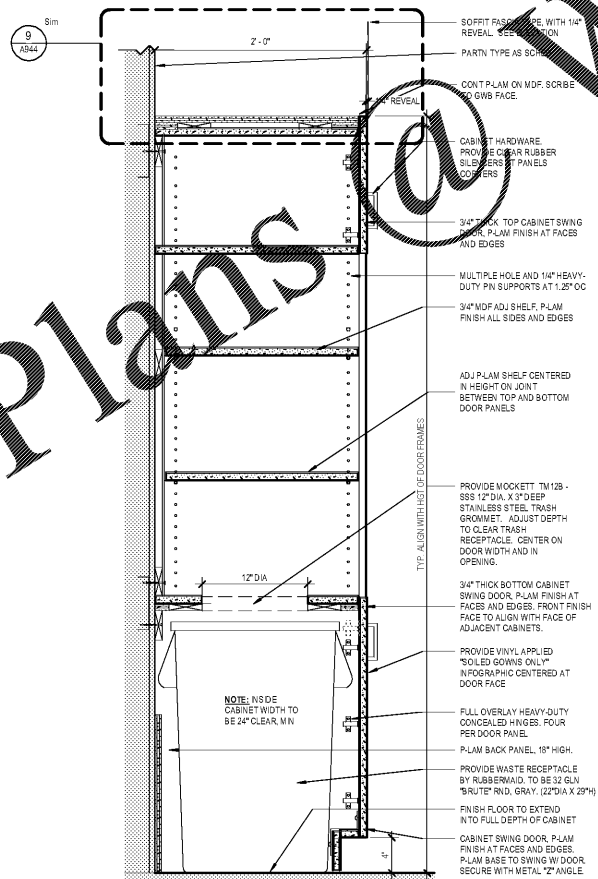 Sim
9
A944
2' - 0"
SOFFIT FASCIA TYPE, WITH 1/4"
REVEAL. SEE ELEVATION
PARTN TYPE AS SCHED
CONT P-LAM ON MDF. SCRIBE
TO GWB FACE.
1/4" REVEAL
CABINET HARDWARE.
PROVIDE CLEAR RUBBER
SILENCERS AT PANELS
CORNERS
3/4" THICK TOP CABINET SWING
DOOR, P-LAM FINISH AT FACES
AND EDGES
MULTIPLE HOLE AND 1/4" HEAVY-
DUTY PIN SUPPORTS AT 1.25" OC
3/4" MDF ADJ SHELF, P-LAM
FINISH ALL SIDES AND EDGES
ADJ P-LAM SHELF CENTERED
IN HEIGHT ON JOINT
BETWEEN TOP AND BOTTOM
DOOR PANELS
TYP. ALIGN WITH HGT OF DOOR FRAMES
PROVIDE MOCKETT TM12B -
SSS 12" DIA. X 3" DEEP
STAINLESS STEEL TRASH
GROMMET. ADJUST DEPTH
TO CLEAR TRASH
RECEPTACLE. CENTER ON
DOOR WIDTH AND IN
OPENING.
12" DIA
3/4" THICK BOTTOM CABINET
SWING DOOR, P-LAM FINISH AT
FACES AND EDGES. FRONT FINISH
FACE TO ALIGN WITH FACE OF
ADJACENT CABINETS.
PROVIDE VINYL APPLIED
"SOILED GOWNS ONLY"
INFOGRAPHIC CENTERED AT
DOOR FACE
NOTE: INSIDE
CABINET WIDTH TO
BE 24" CLEAR, MIN
FULL OVERLAY HEAVY-DUTY
CONCEALED HINGES. FOUR
PER DOOR PANEL
P-LAM BACK PANEL, 18" HIGH.
PROVIDE WASTE RECEPTACLE
BY RUBBERMAID. TO BE 32 GLN
"BRUTE" RND, GRAY. (22"DIA X 29"H)
FINISH FLOOR TO EXTEND
INTO FULL DEPTH OF CABINET
CABINET SWING DOOR, P-LAM
FINISH AT FACES AND EDGES.
P-LAM BASE TO SWING W/ DOOR.
SECURE WITH METAL "Z" ANGLE.
4"
Plans @